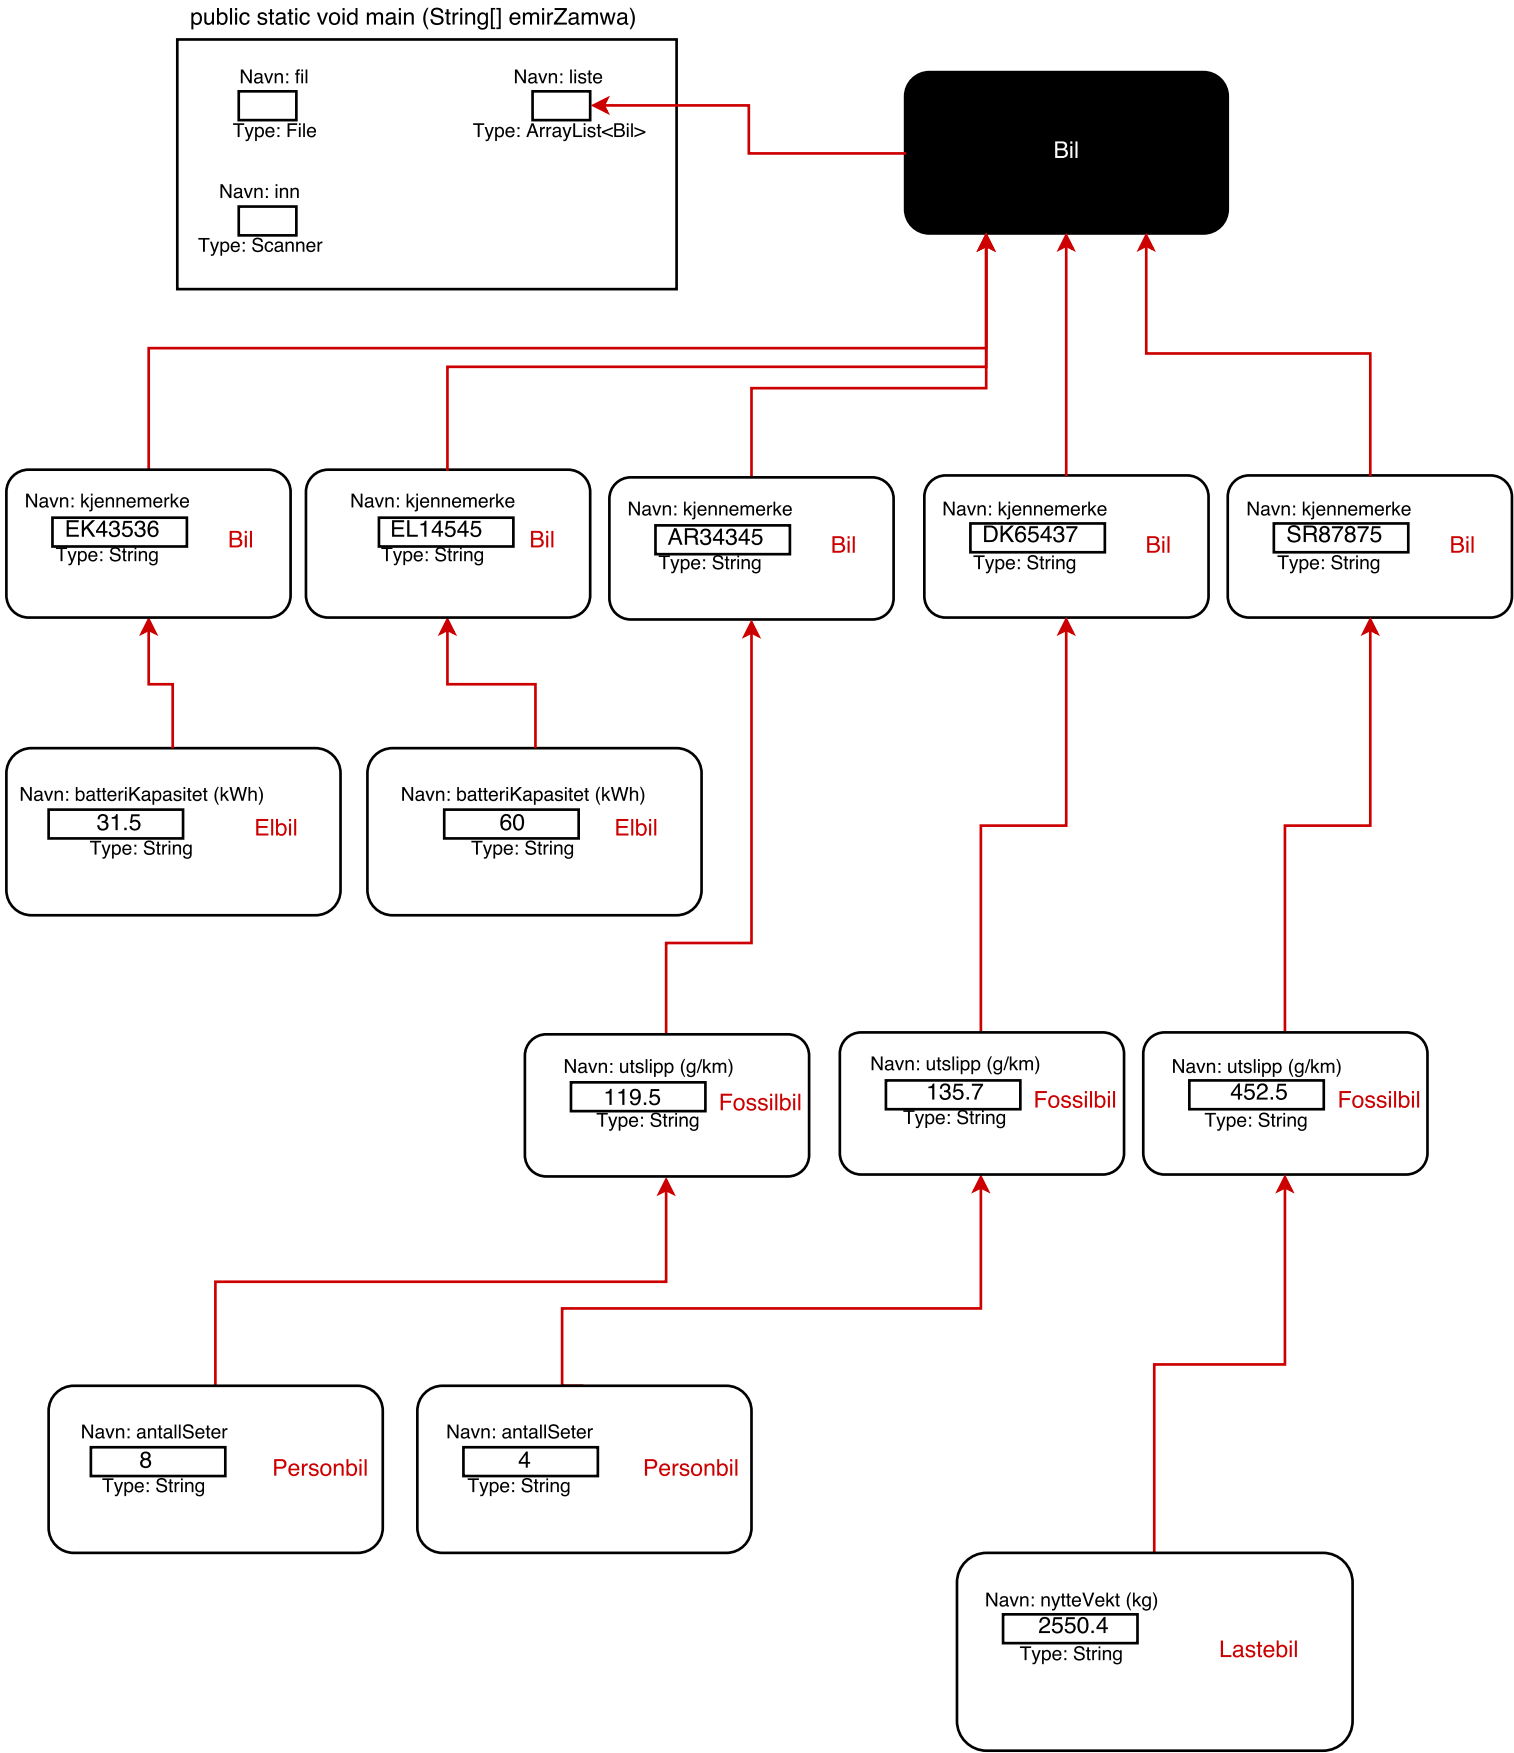 public static void main (String[] emirZamwa)
Navn: fil
Type: File
Navn: liste
Type: ArrayList<Bil>
Navn: inn
Type: Scanner
Bil
Navn: kjennemerke
EK43536
Type: String
Bil
Navn: kjennemerke
EL14545
Type: String
Bil
Navn: kjennemerke
AR34345
Type: String
Bil
Navn: kjennemerke
DK65437
Type: String
Bil
Navn: kjennemerke
SR87875
Type: String
Bil
Navn: batteriKapasitet (kWh)
31.5
Type: String
Elbil
Navn: batteriKapasitet (kWh)
60
Type: String
Elbil
Navn: utslipp (g/km)
119.5
Type: String
Fossilbil
Navn: utslipp (g/km)
135.7
Type: String
Fossilbil
Navn: utslipp (g/km)
452.5
Type: String
Fossilbil
Navn: antallSeter
8
Type: String
Personbil
Navn: antallSeter
4
Type: String
Personbil
Navn: nytteVekt (kg)
2550.4
Type: String
Lastebil